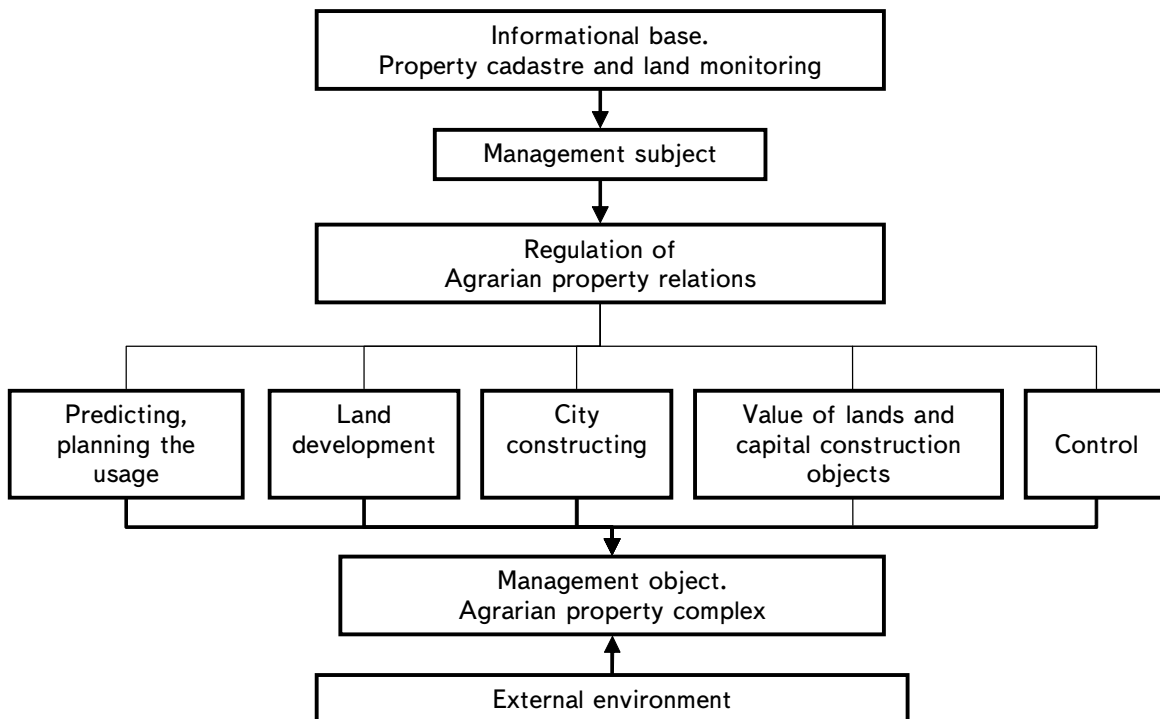 Informational base.
Property cadastre and land monitoring
Management subject
Regulation of
Agrarian property relations
Predicting,
planning the
usage
Land
development
City
constructing
Value of lands and
capital construction
objects
Control
Management object.
Agrarian property complex
External environment